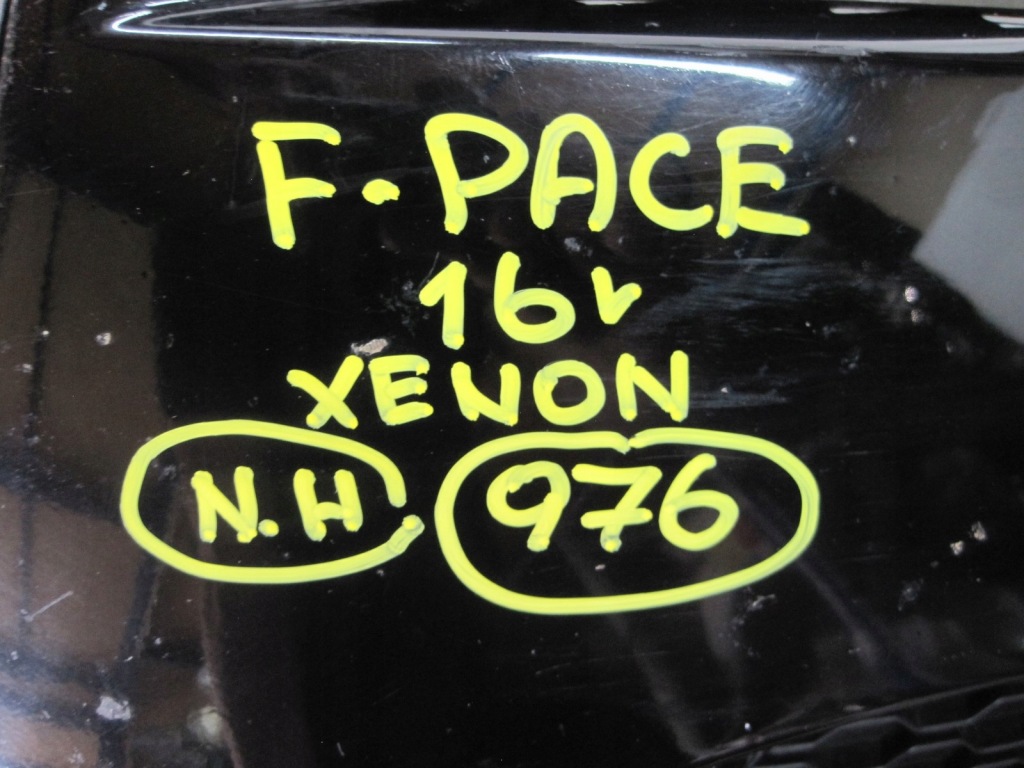 F·PACE
16V
XENON
N.H 976